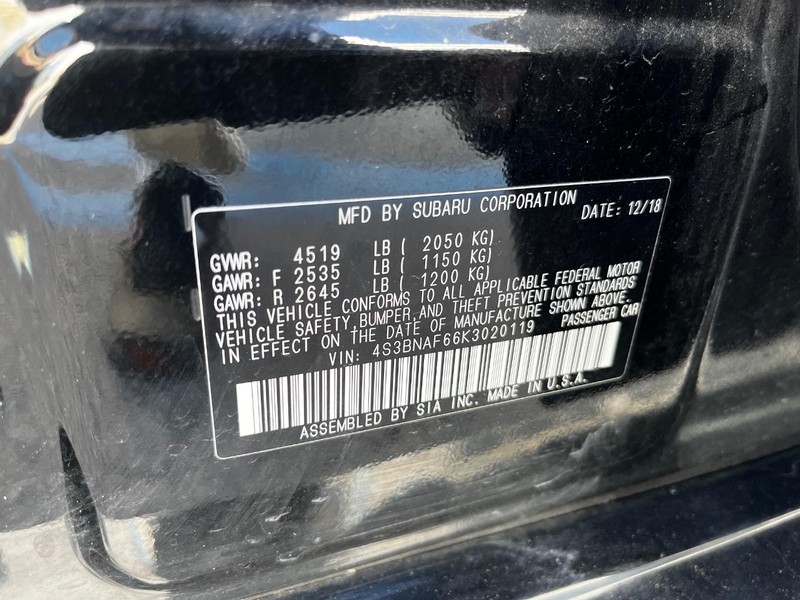 MFD BY SUBARU CORPORATION DATE: 12/18
GVWR: 4519 LB ( 2050 KG)
GAWR: F 2535 LB ( 1150 KG)
GAWR: R 2645 LB ( 1200 KG)
THIS VEHICLE CONFORMS TO ALL APPLICABLE FEDERAL MOTOR
VEHICLE SAFETY, BUMPER, AND THEFT PREVENTION STANDARDS
IN EFFECT ON THE DATE OF MANUFACTURE SHOWN ABOVE.
VIN: 4S3BNAF66K3020119 PASSENGER CAR
ASSEMBLED BY SIA INC. MADE IN U.S.A.